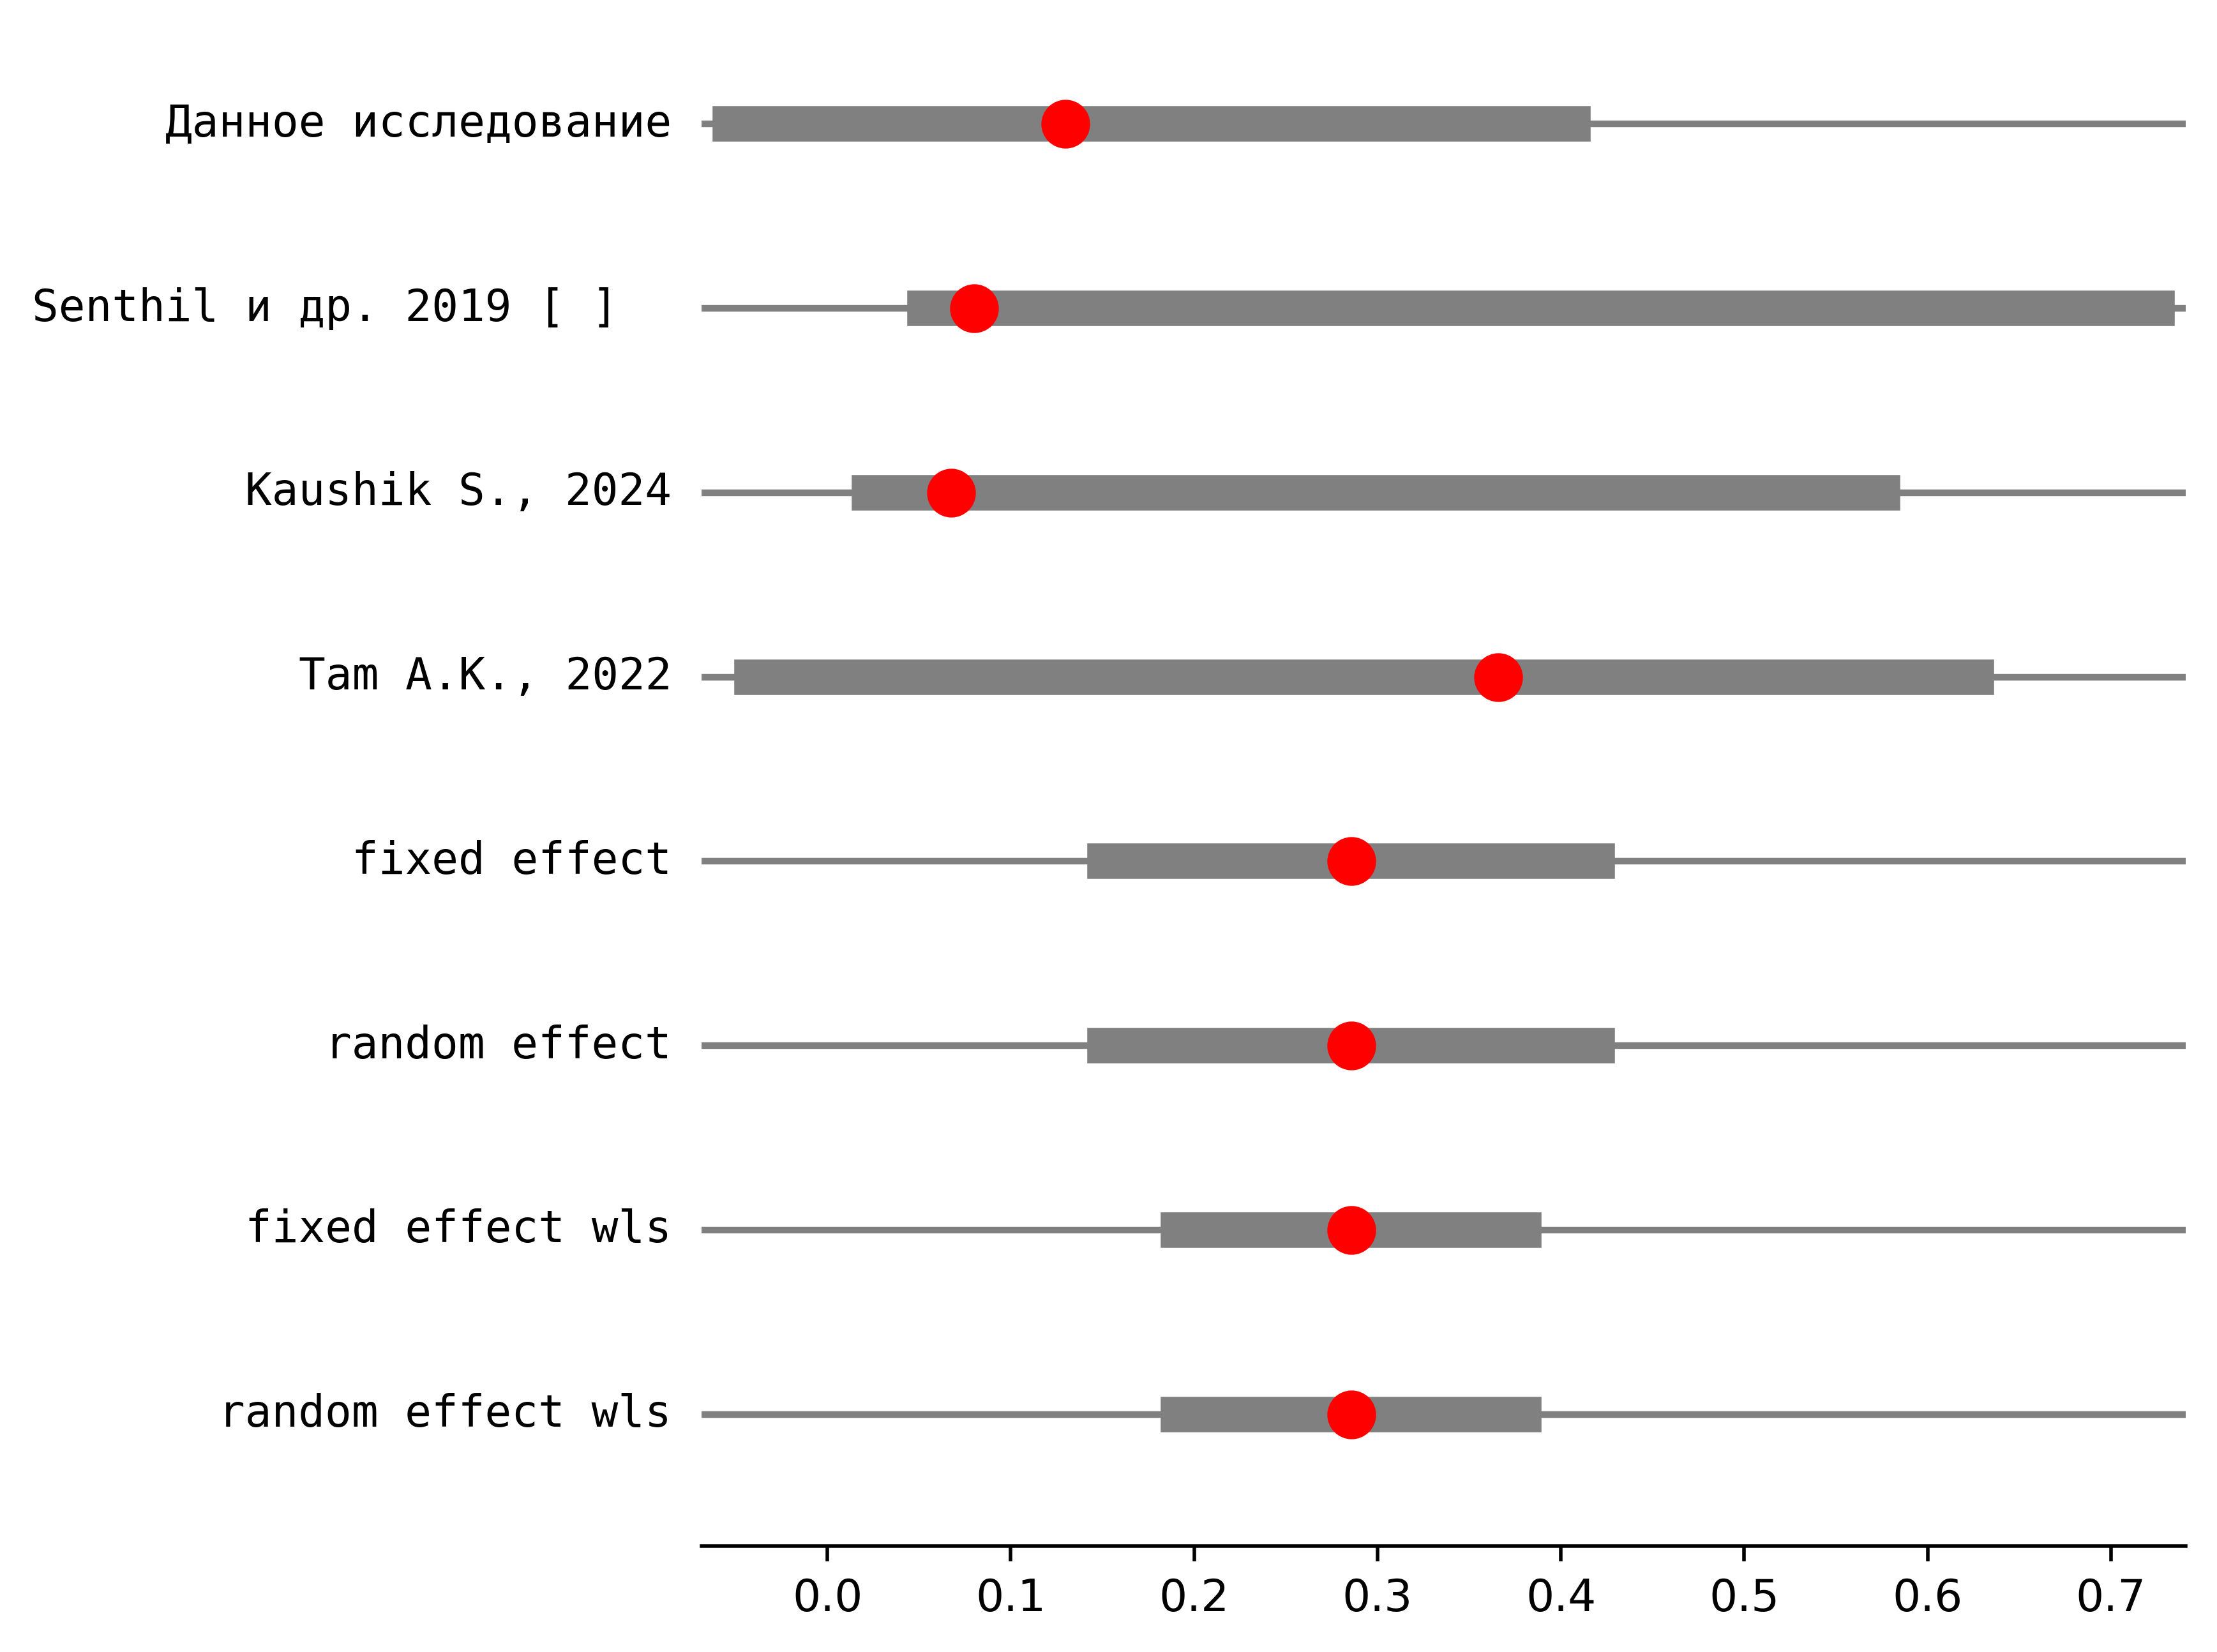 Данное исследование
Senthil и др. 2019 [ ]
Kaushik S., 2024
Tam A.K., 2022
fixed effect
random effect
fixed effect wls
random effect wls
0.0 0.1 0.2 0.3 0.4 0.5 0.6 0.7